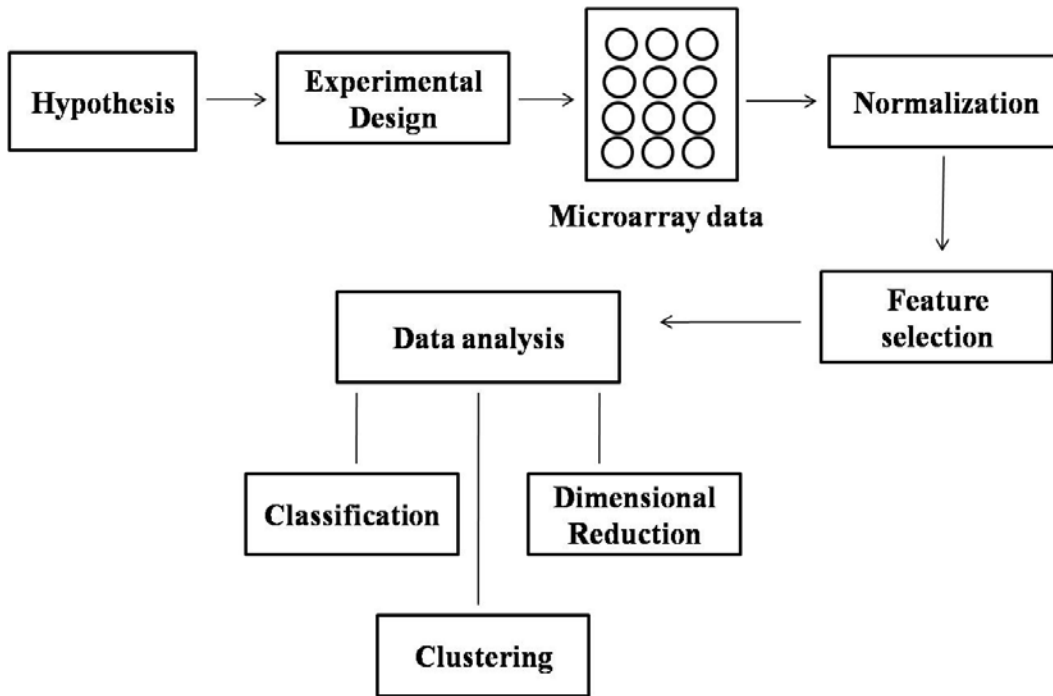 Hypothesis
Experimental
Design
Microarray data
Normalization
Feature
selection
Data analysis
Classification
Dimensional
Reduction
Clustering